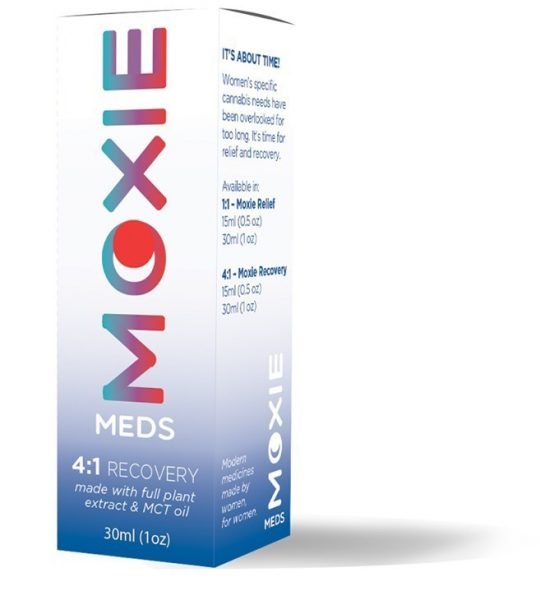 MOXIE
MEDS
4:1 RECOVERY
made with full plant
extract & MCT oil
30ml (1oz)
IT'S ABOUT TIME!
Women's specific
cannabis needs have
been overlooked for
too long. It's time for
relief and recovery.
Available in:
1:1 - Moxie Relief
15ml (0.5 oz)
30ml (1 oz)
4:1 - Moxie Recovery
15ml (0.5 oz)
30ml (1 oz)
Modern
medicines
made by
women,
for women.
MOXIE
MEDS